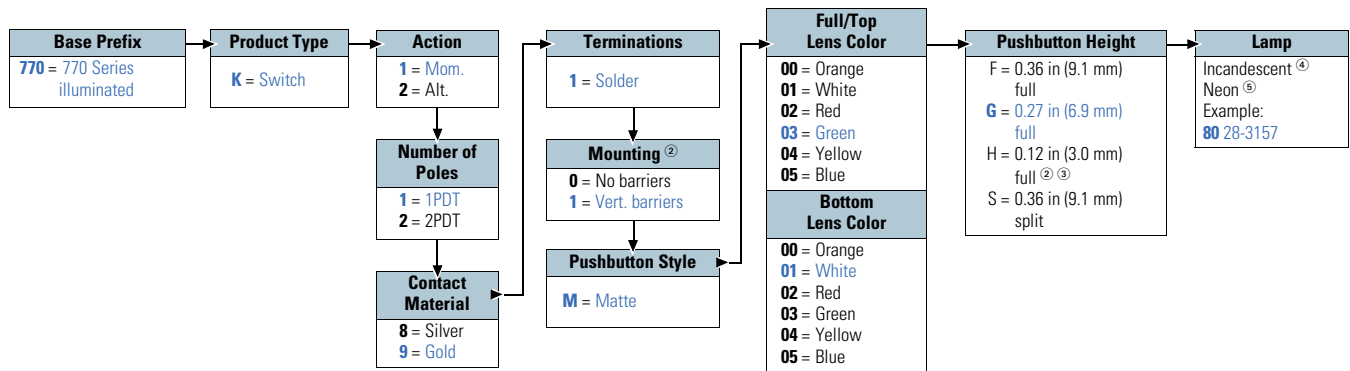 Base Prefix
770 = 770 Series
illuminated
Product Type
K = Switch
Action
1 = Mom.
2 = Alt.
Number of
Poles
1 = 1PDT
2 = 2PDT
Contact
Material
8 = Silver
9 = Gold
Terminations
1 = Solder
Mounting ②
0 = No barriers
1 = Vert. barriers
Pushbutton Style
M = Matte
Full/Top
Lens Color
00 = Orange
01 = White
02 = Red
03 = Green
04 = Yellow
05 = Blue
Bottom
Lens Color
00 = Orange
01 = White
02 = Red
03 = Green
04 = Yellow
05 = Blue
Pushbutton Height
F = 0.36 in (9.1 mm)
full
G = 0.27 in (6.9 mm)
full
H = 0.12 in (3.0 mm)
full ② ③
S = 0.36 in (9.1 mm)
split
Lamp
Incandescent ④
Neon ⑤
Example:
80 28-3157